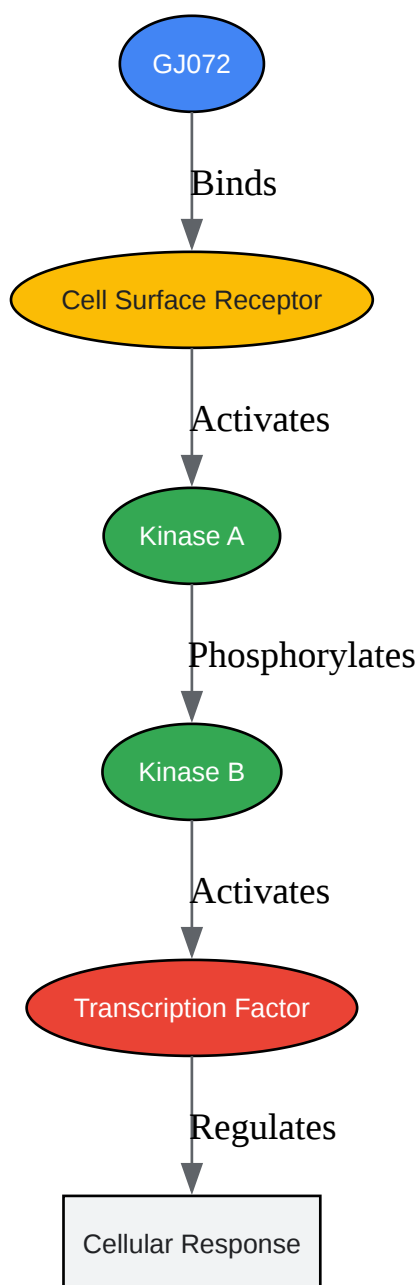 GJ072
Binds
Cell Surface Receptor
Activates
Kinase A
Phosphorylates
Kinase B
Activates
Transcription Factor
Regulates
Cellular Response